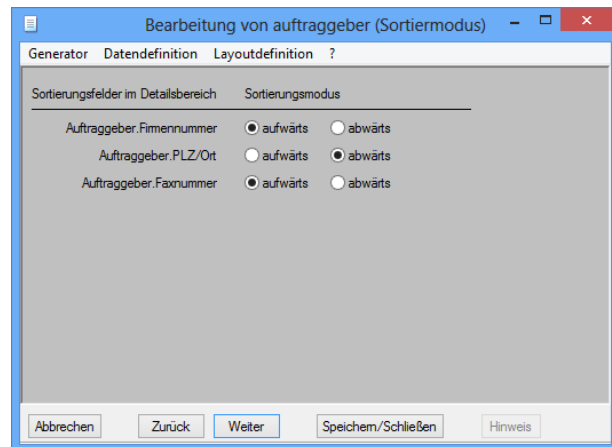 Bearbeitung von auftraggeber (Sortiermodus)
Generator Datendefinition Layoutdefinition ?
Sortierungsfelder im Detailsbereich Sortierungsmodus
Auftraggeber.Firmennummer aufwärts abwärts
Auftraggeber.PLZ/Ort aufwärts abwärts
Auftraggeber.Faxnummer aufwärts abwärts
Abbrechen Zurück Weiter Speichern/Schließen Hinweis